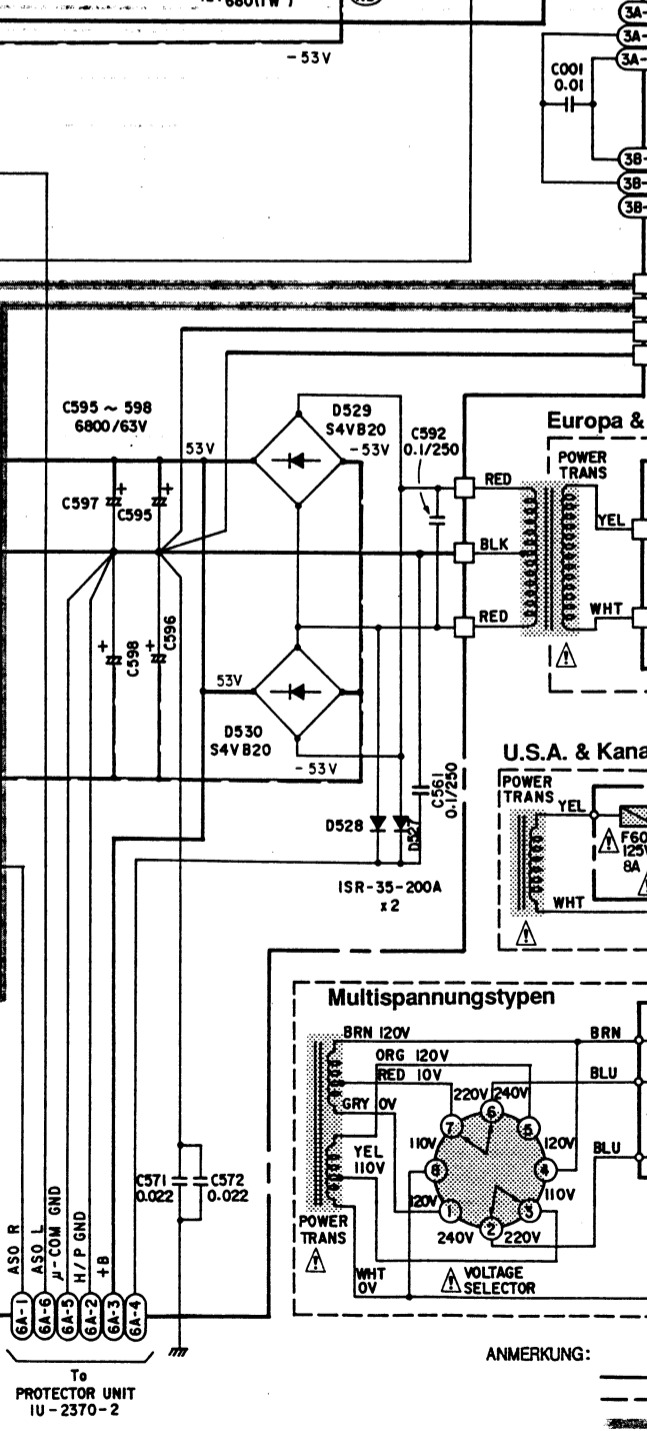 680(1W)
-53V
3A-
3A-
3A-
C001
0.01
3B-
3B-
3B-
C595 ~ 598
6800/63V
D529
S4VB20
53V
-53V
C592
0.1/250
Europa &
POWER
TRANS
RED
YEL
+
C597
+
C595
BLK
RED
WHT
+
C598
+
C596
53V
D530
S4VB20
-53V
C561
0.1/250
D528
D527
1SR-35-200A
x2
U.S.A. & Kana
POWER
TRANS
YEL
F60
125V
8A
WHT
Multispannungstypen
BRN 120V
BRN
ORG 120V
RED 10V
BLU
220V
240V
GRY 0V
7
6
5
110V
120V
YEL
110V
8
4
BLU
120V
110V
1
2
3
240V
220V
POWER
TRANS
WHT
0V
VOLTAGE
SELECTOR
C571
0.022
C572
0.022
ASO R
ASO L
μ-COM GND
H/P GND
+B
6A-1
6A-6
6A-5
6A-2
6A-3
6A-4
To
PROTECTOR UNIT
1U-2370-2
ANMERKUNG: